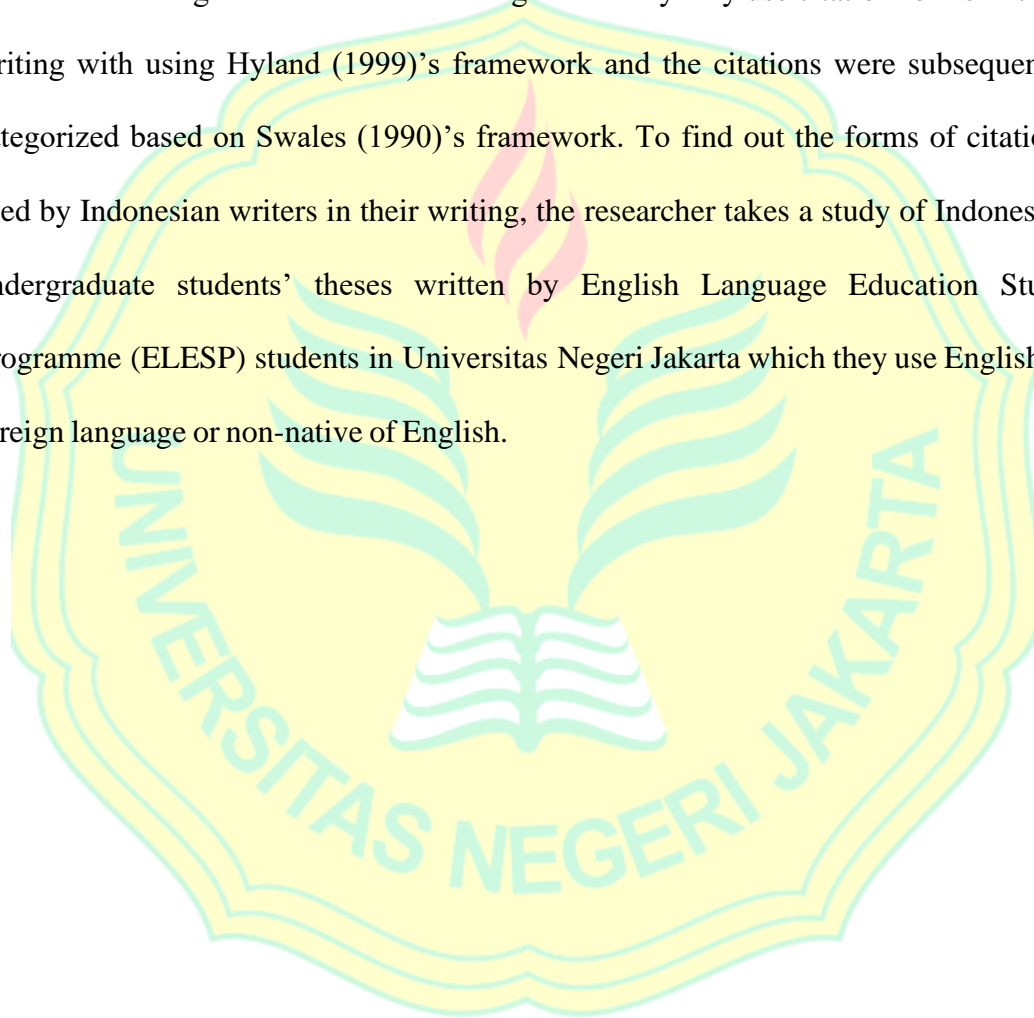 riting with using Hyland (1999)’s framework and the citations were subsequen
tegorized based on Swales (1990)’s framework. To find out the forms of citatio
ed by Indonesian writers in their writing, the researcher takes a study of Indones
ndergraduate students’ theses written by English Language Education Stu
rogramme (ELESP) students in Universitas Negeri Jakarta which they use English
reign language or non-native of English.
UNIVERSITAS NEGERI JAKARTA